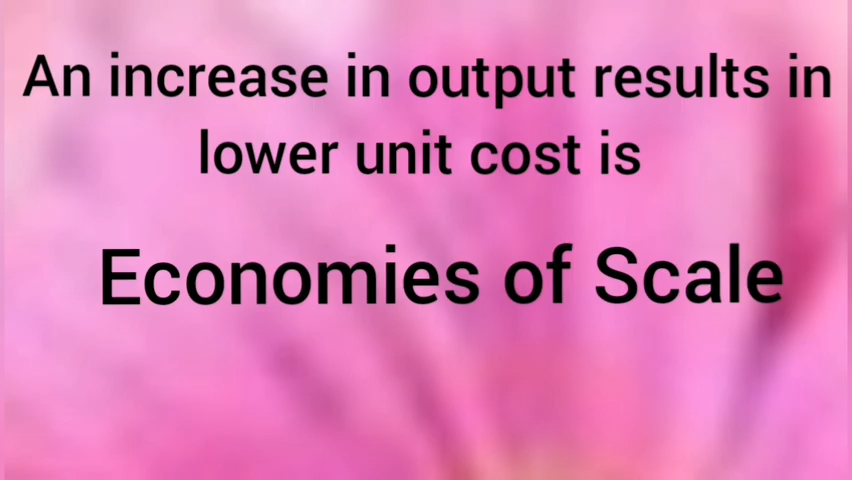 An increase in output results in
lower unit cost is
Economies of Scale